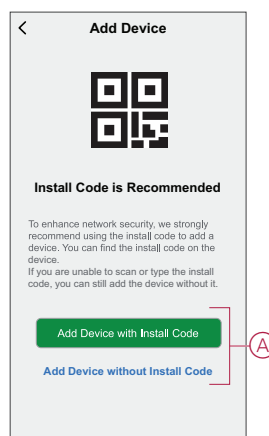 Add Device
Install Code is Recommended
To enhance network security, we strongly
recommend using the install code to add a
device. You can find the install code on the
device.
If you are unable to scan or type the install
code, you can still add the device without it.
Add Device with Install Code
A
Add Device without Install Code